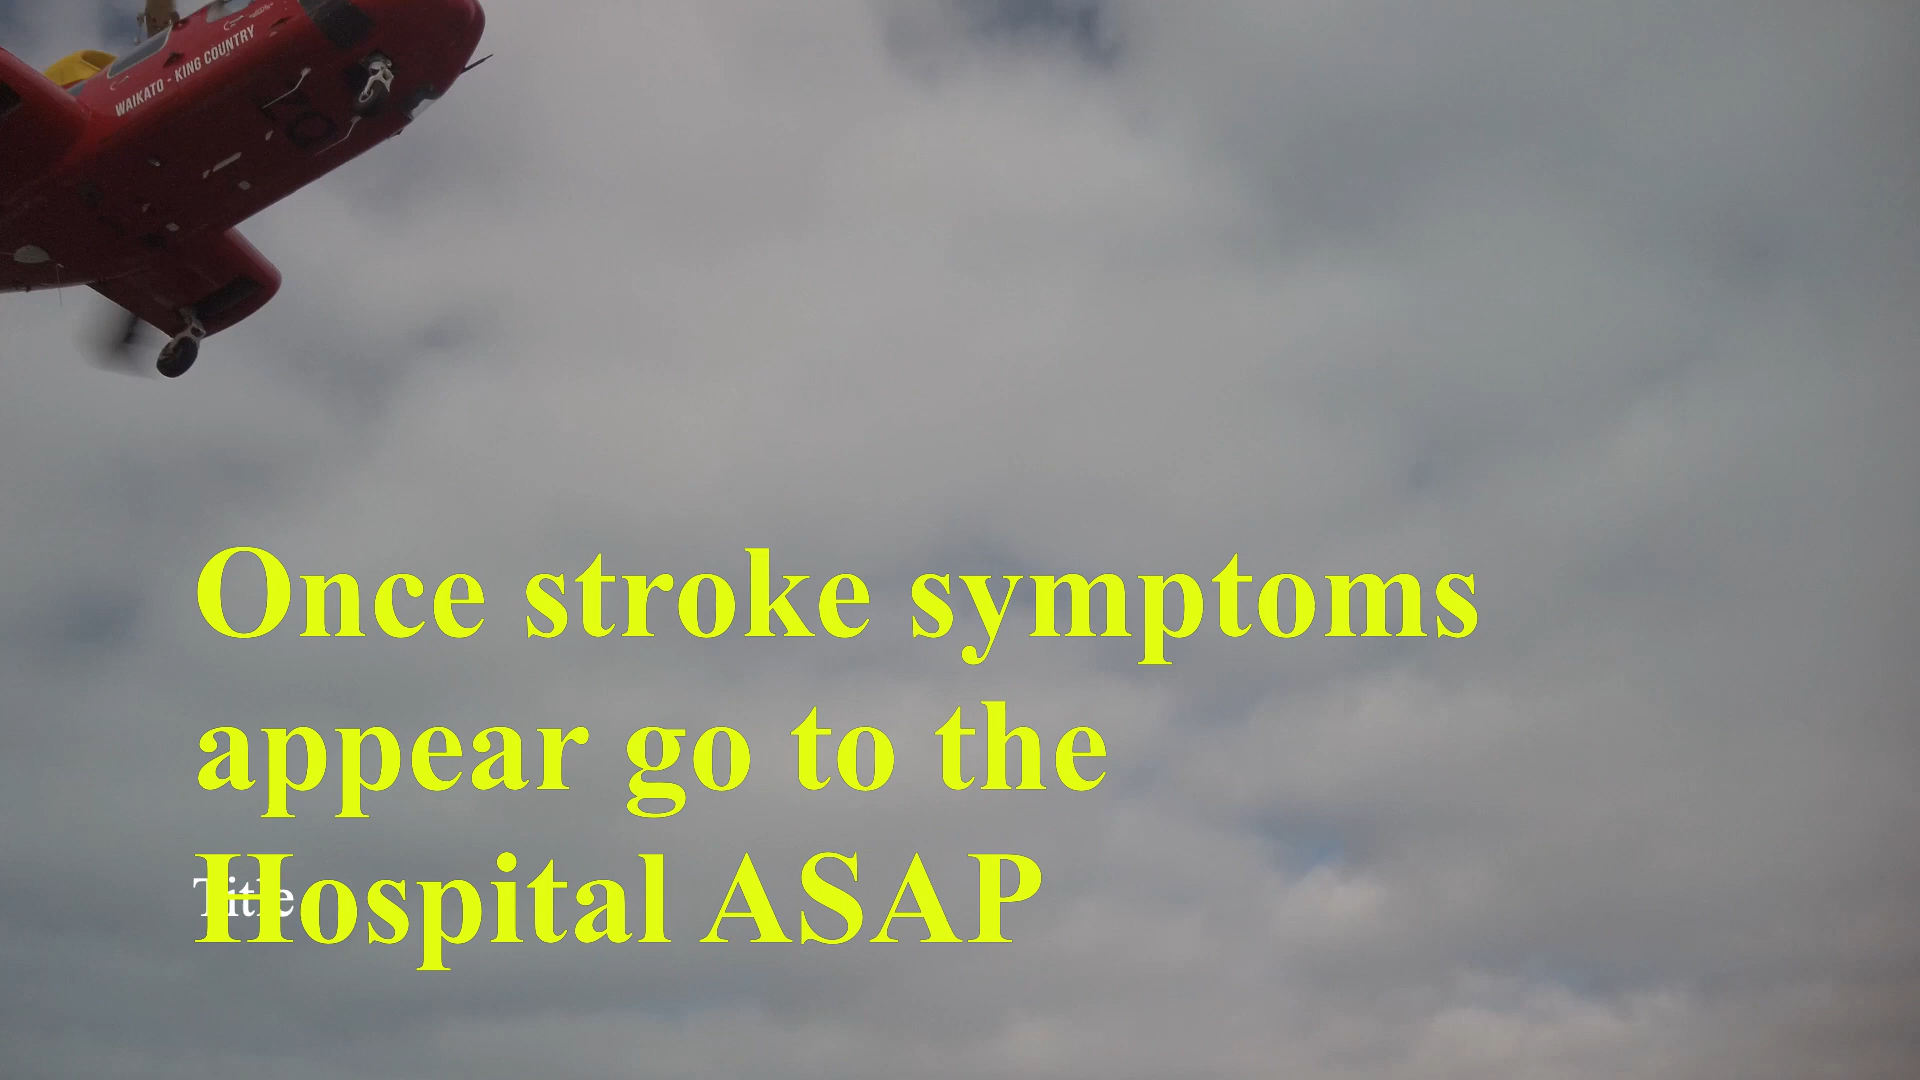 WAIKATO - KING COUNTRY
Once stroke symptoms
appear go to the
Hospital ASAP
Title